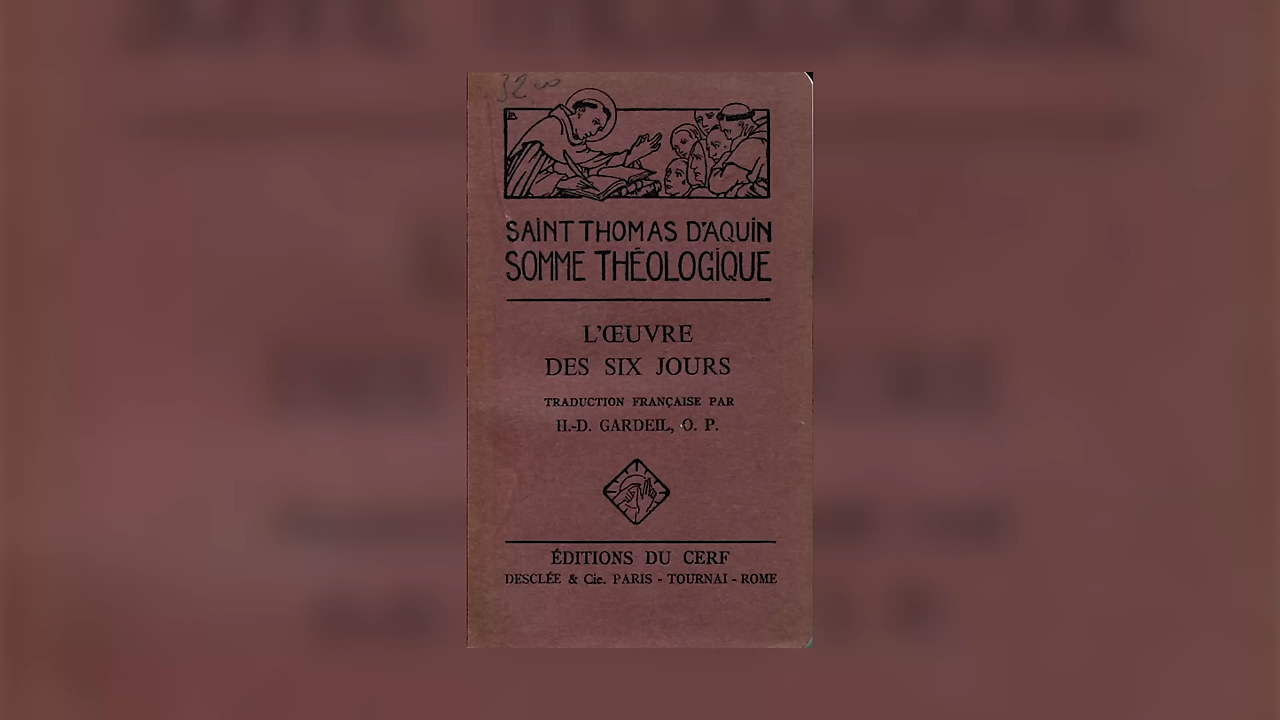 32
SAINT THOMAS D'AQUIN
SOMME THÉOLOGIQUE
L'ŒUVRE
DES SIX JOURS
TRADUCTION FRANÇAISE PAR
H.-D. GARDEIL, O. P.
ÉDITIONS DU CERF
DESCLÉE & Cie. PARIS - TOURNAI - ROME